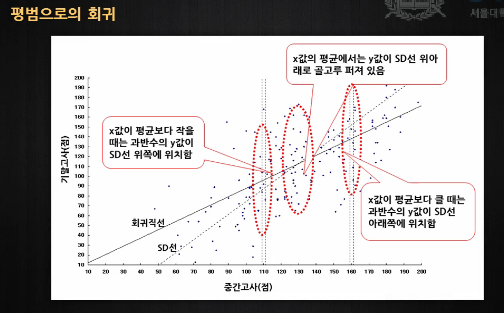 평범으로의 회귀
세종대
x값의 평균에서는 y값이 SD선 위아
래로 골고루 퍼져 있음
x값이 평균보다 작을
때는 과반수의 y값이
SD선 위쪽에 위치함
x값이 평균보다 클 때는
과반수의 y값이 SD선
아래쪽에 위치함
회귀직선
SD선
기말고사(점)
200
190
180
170
160
150
140
130
120
110
100
90
80
70
60
50
40
30
20
10
10 20 30 40 50 60 70 80 90 100 110 120 130 140 150 160 170 180 190 200
중간고사(점)